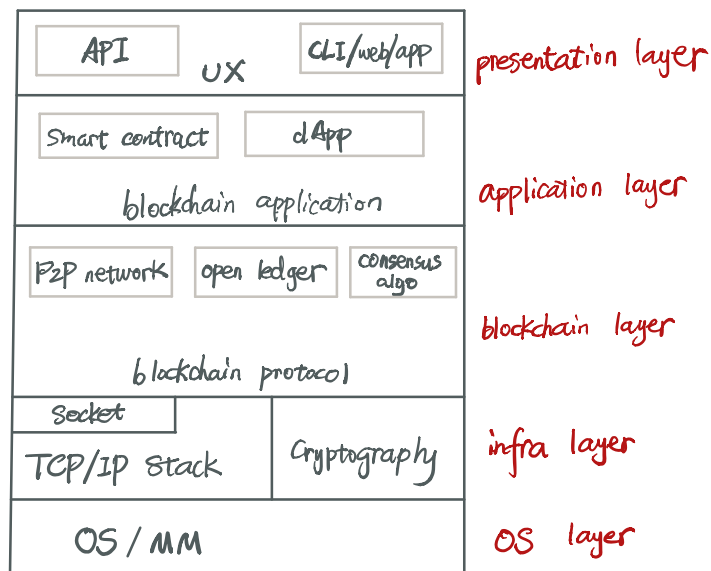 API
CLI/web/app
UX
presentation layer
smart contract
dApp
blockchain application
application layer
P2P network
open ledger
consensus
algo
blockchain protocol
blockchain layer
Socket
TCP/IP Stack
Cryptography
infra layer
OS/MM
OS layer